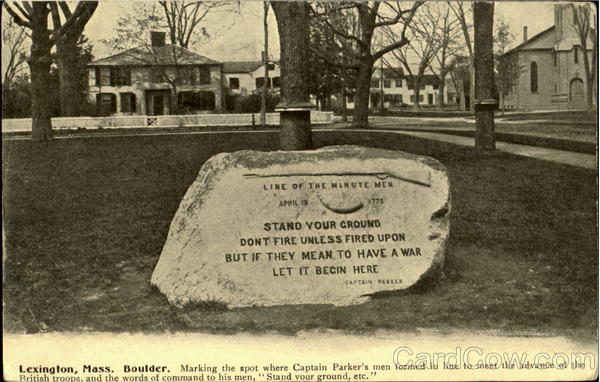 LINE OF THE MINUTE MEN
APRIL 19 1775
STAND YOUR GROUND
DONT FIRE UNLESS FIRED UPON
BUT IF THEY MEAN TO HAVE A WAR
LET IT BEGIN HERE
CAPTAIN PARKER
Lexington, Mass. Boulder. Marking the spot where Captain Parker's men formed in line to meet the advance of the
British troops, and the words of command to his men, "Stand your ground, etc."
CardCow.com